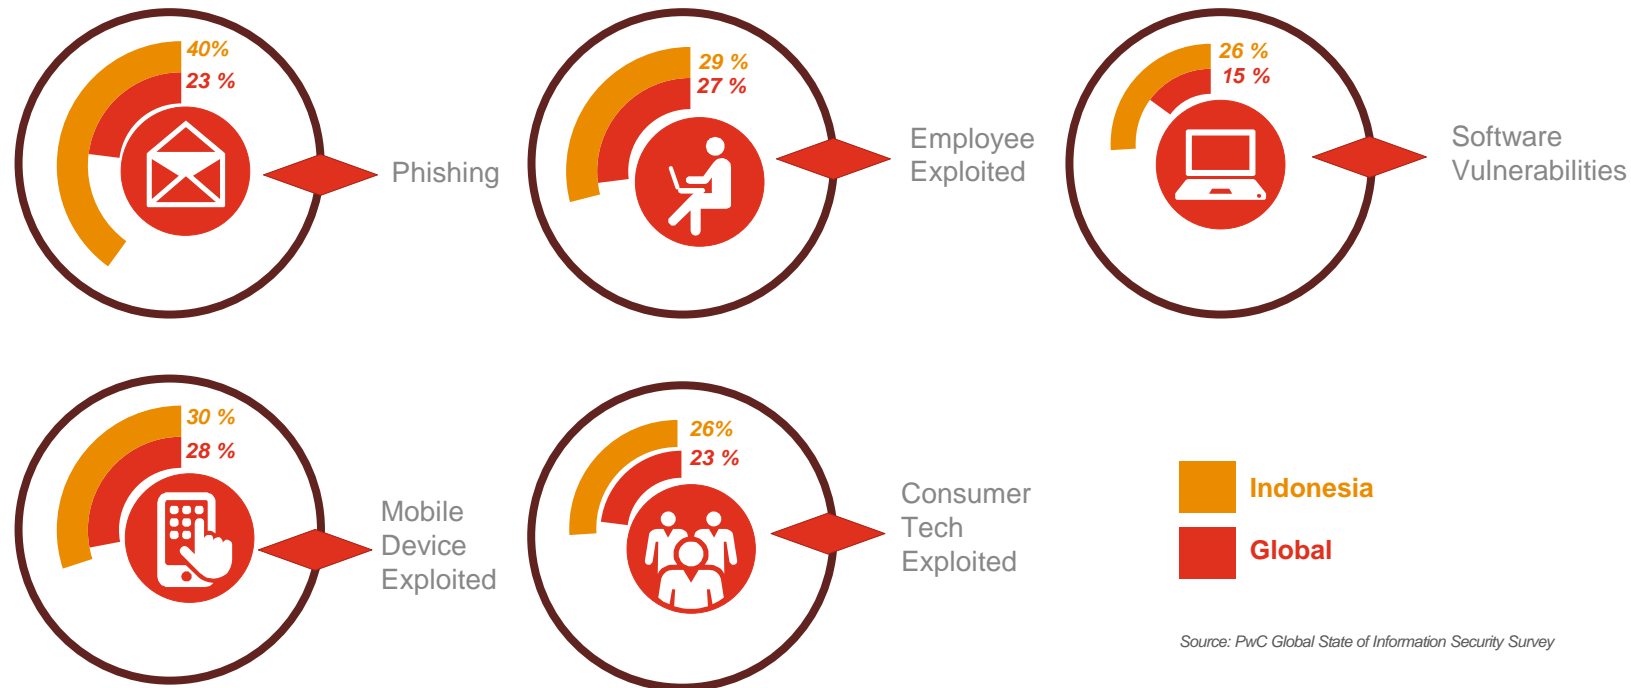 40%
23 %
Phishing
29 %
27 %
Employee
Exploited
26 %
15 %
Software
Vulnerabilities
30 %
28 %
Mobile
Device
Exploited
26%
23 %
Consumer
Tech
Exploited
Indonesia
Global
Source: PwC Global State of Information Security Survey